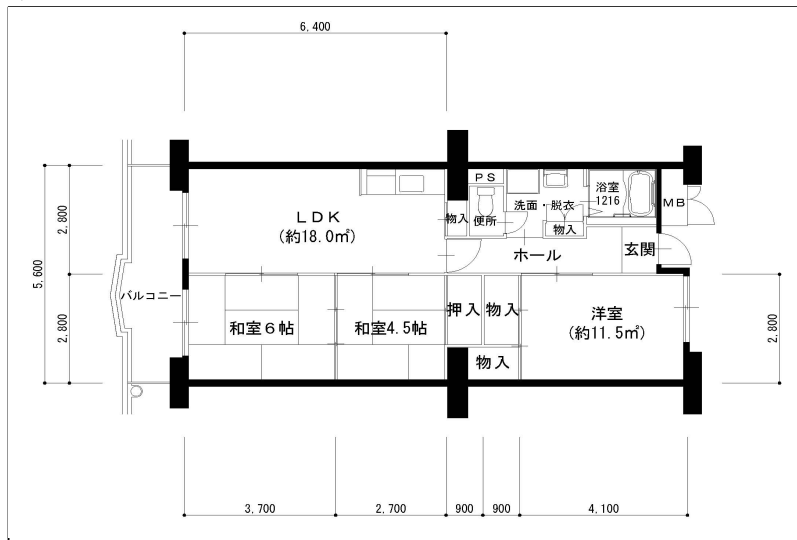 6,400
ＰＳ
浴室
1216
ＬＤＫ
(約18.0㎡)
物入
便所
洗面・脱衣
物入
ＭＢ
2,800
5,600
ホール
玄関
バルコニー
和室６帖
和室4.5帖
押入
物入
洋室
(約11.5㎡)
2,800
2,800
物入
3,700
2,700
900
900
4,100